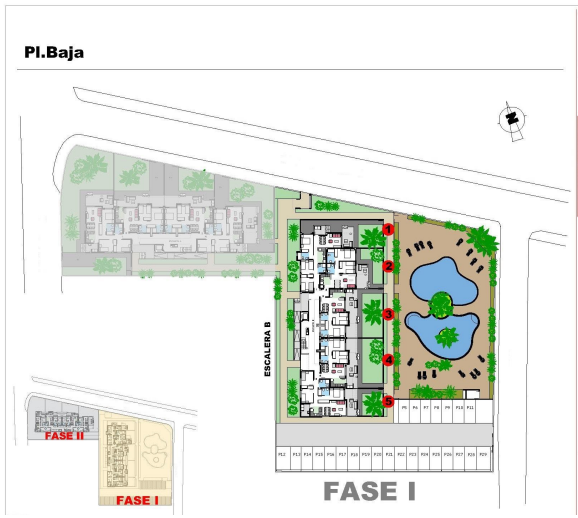 Pl.Baja
N
1
2
3
4
5
ESCALERA B
P5 P6 P7 P8 P9 P10 P11
P12 P13 P14 P15 P16 P17 P18 P19 P20 P21 P22 P23 P24 P25 P26 P27 P28 P29
FASE II
FASE I
FASE I